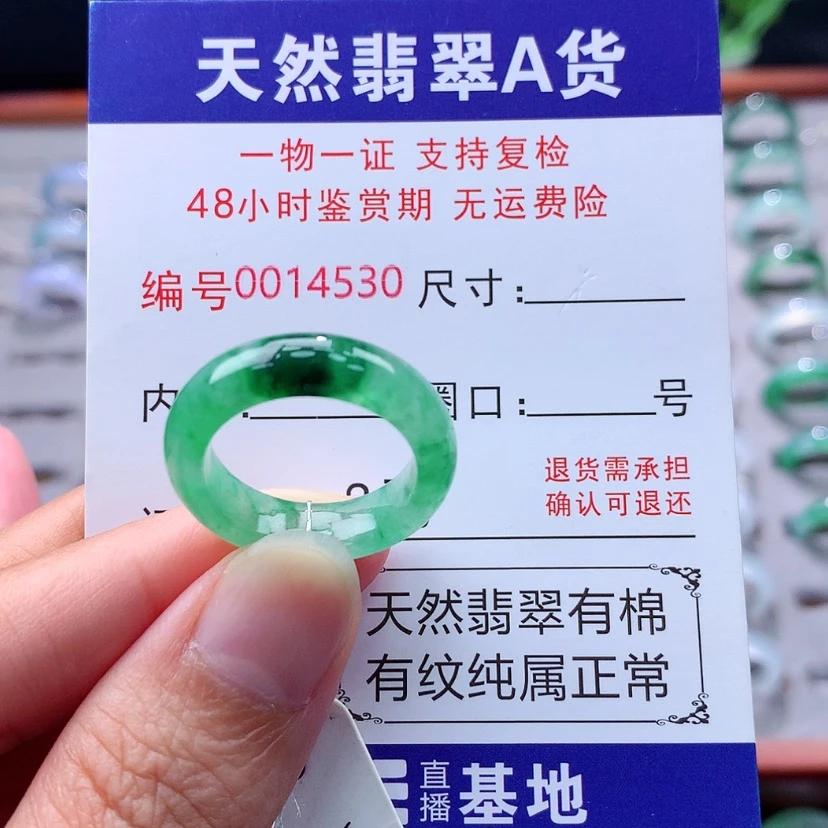 天然翡翠A货
一物一证 支持复检
48小时鉴赏期 无运费险
编号0014530 尺寸:
内 圈口: 号
退货需承担
确认可退还
天然翡翠有棉
有纹纯属正常
直播 基地